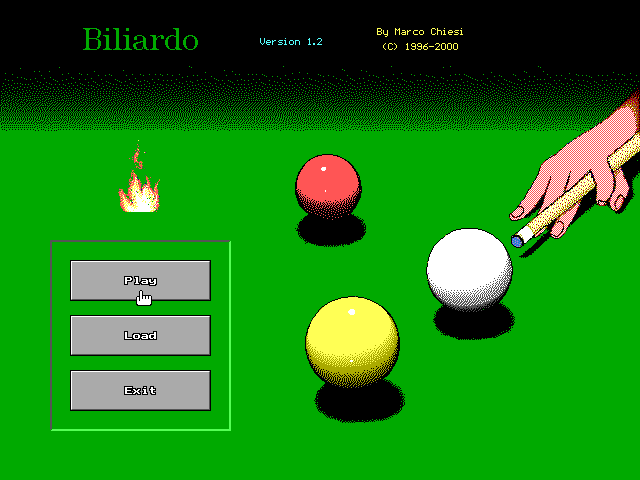 Biliardo
Version 1.2
By Marco Chiesi
(C) 1996-2000
Play
Load
Exit